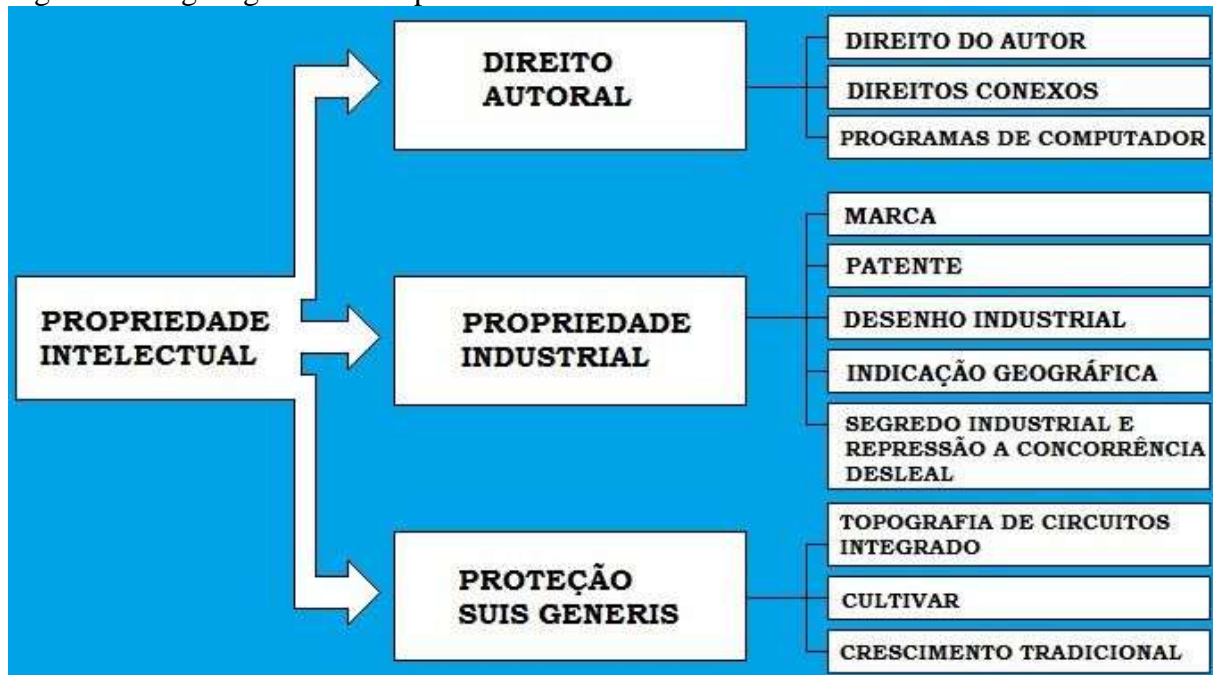 PROPRIEDADE
INTELECTUAL
DIREITO
AUTORAL
DIREITO DO AUTOR
DIREITOS CONEXOS
PROGRAMAS DE COMPUTADOR
PROPRIEDADE
INDUSTRIAL
MARCA
PATENTE
DESENHO INDUSTRIAL
INDICAÇÃO GEOGRÁFICA
SEGREDO INDUSTRIAL E
REPRESSÃO A CONCORRÊNCIA
DESLEAL
PROTEÇÃO
SUIS GENERIS
TOPOGRAFIA DE CIRCUITOS
INTEGRADO
CULTIVAR
CRESCIMENTO TRADICIONAL